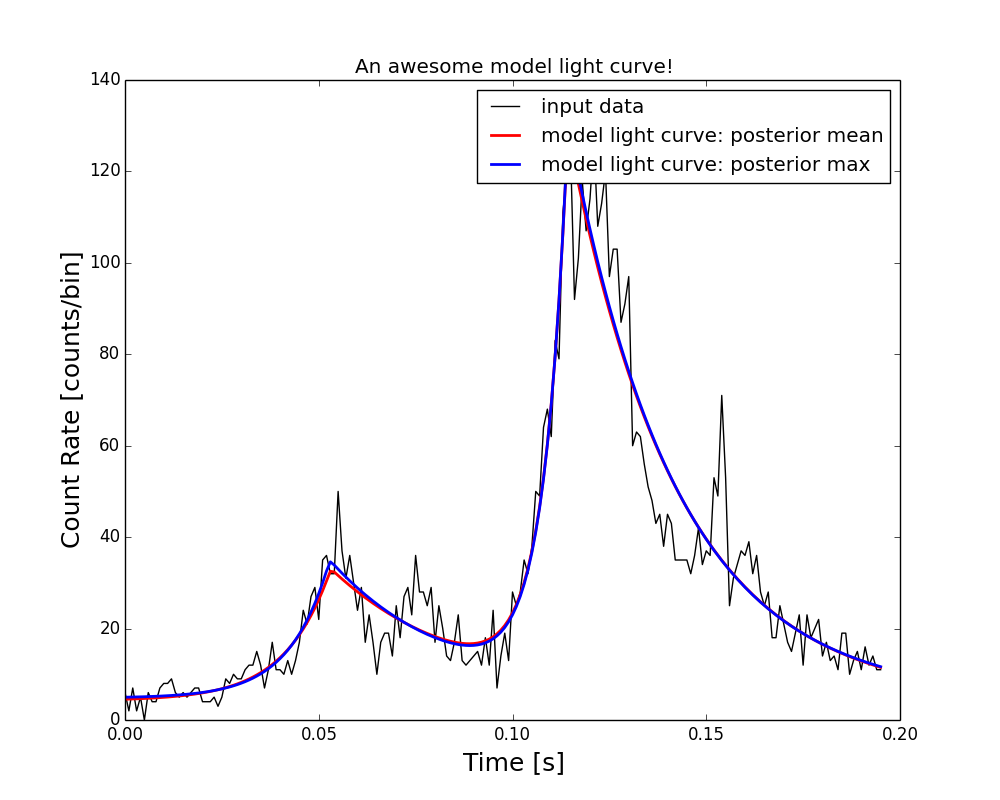 An awesome model light curve!
140
120
100
80
60
40
20
0
input data
model light curve: posterior mean
model light curve: posterior max
Count Rate [counts/bin]
0.00 0.05 0.10 0.15 0.20
Time [s]